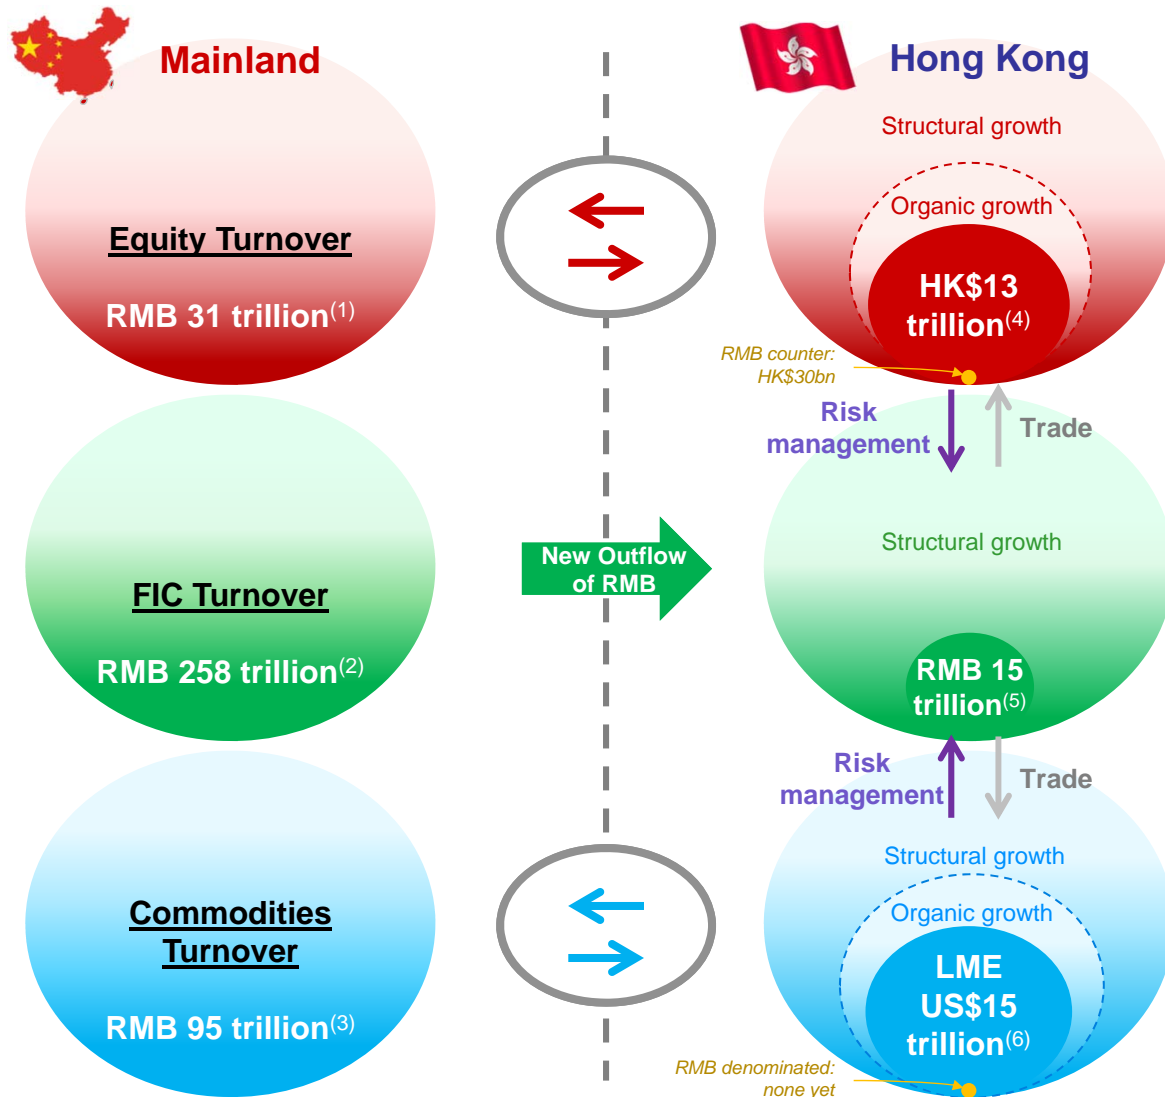 Mainland
Hong Kong
Structural growth
Organic growth
Equity Turnover
RMB 31 trillion(1)
HK$13
trillion(4)
RMB counter:
HK$30bn
Risk
management
Trade
Structural growth
New Outflow
of RMB
FIC Turnover
RMB 258 trillion(2)
RMB 15
trillion(5)
Risk
management
Trade
Structural growth
Organic growth
Commodities
Turnover
RMB 95 trillion(3)
LME
US$15
trillion(6)
RMB denominated:
none yet